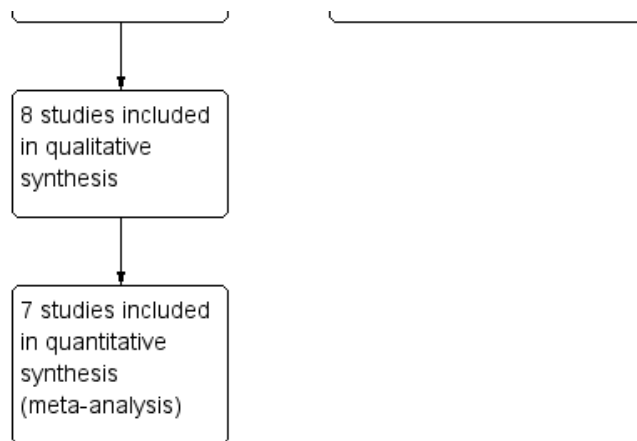 8 studies included
in qualitative
synthesis
7 studies included
in quantitative
synthesis
(meta-analysis)